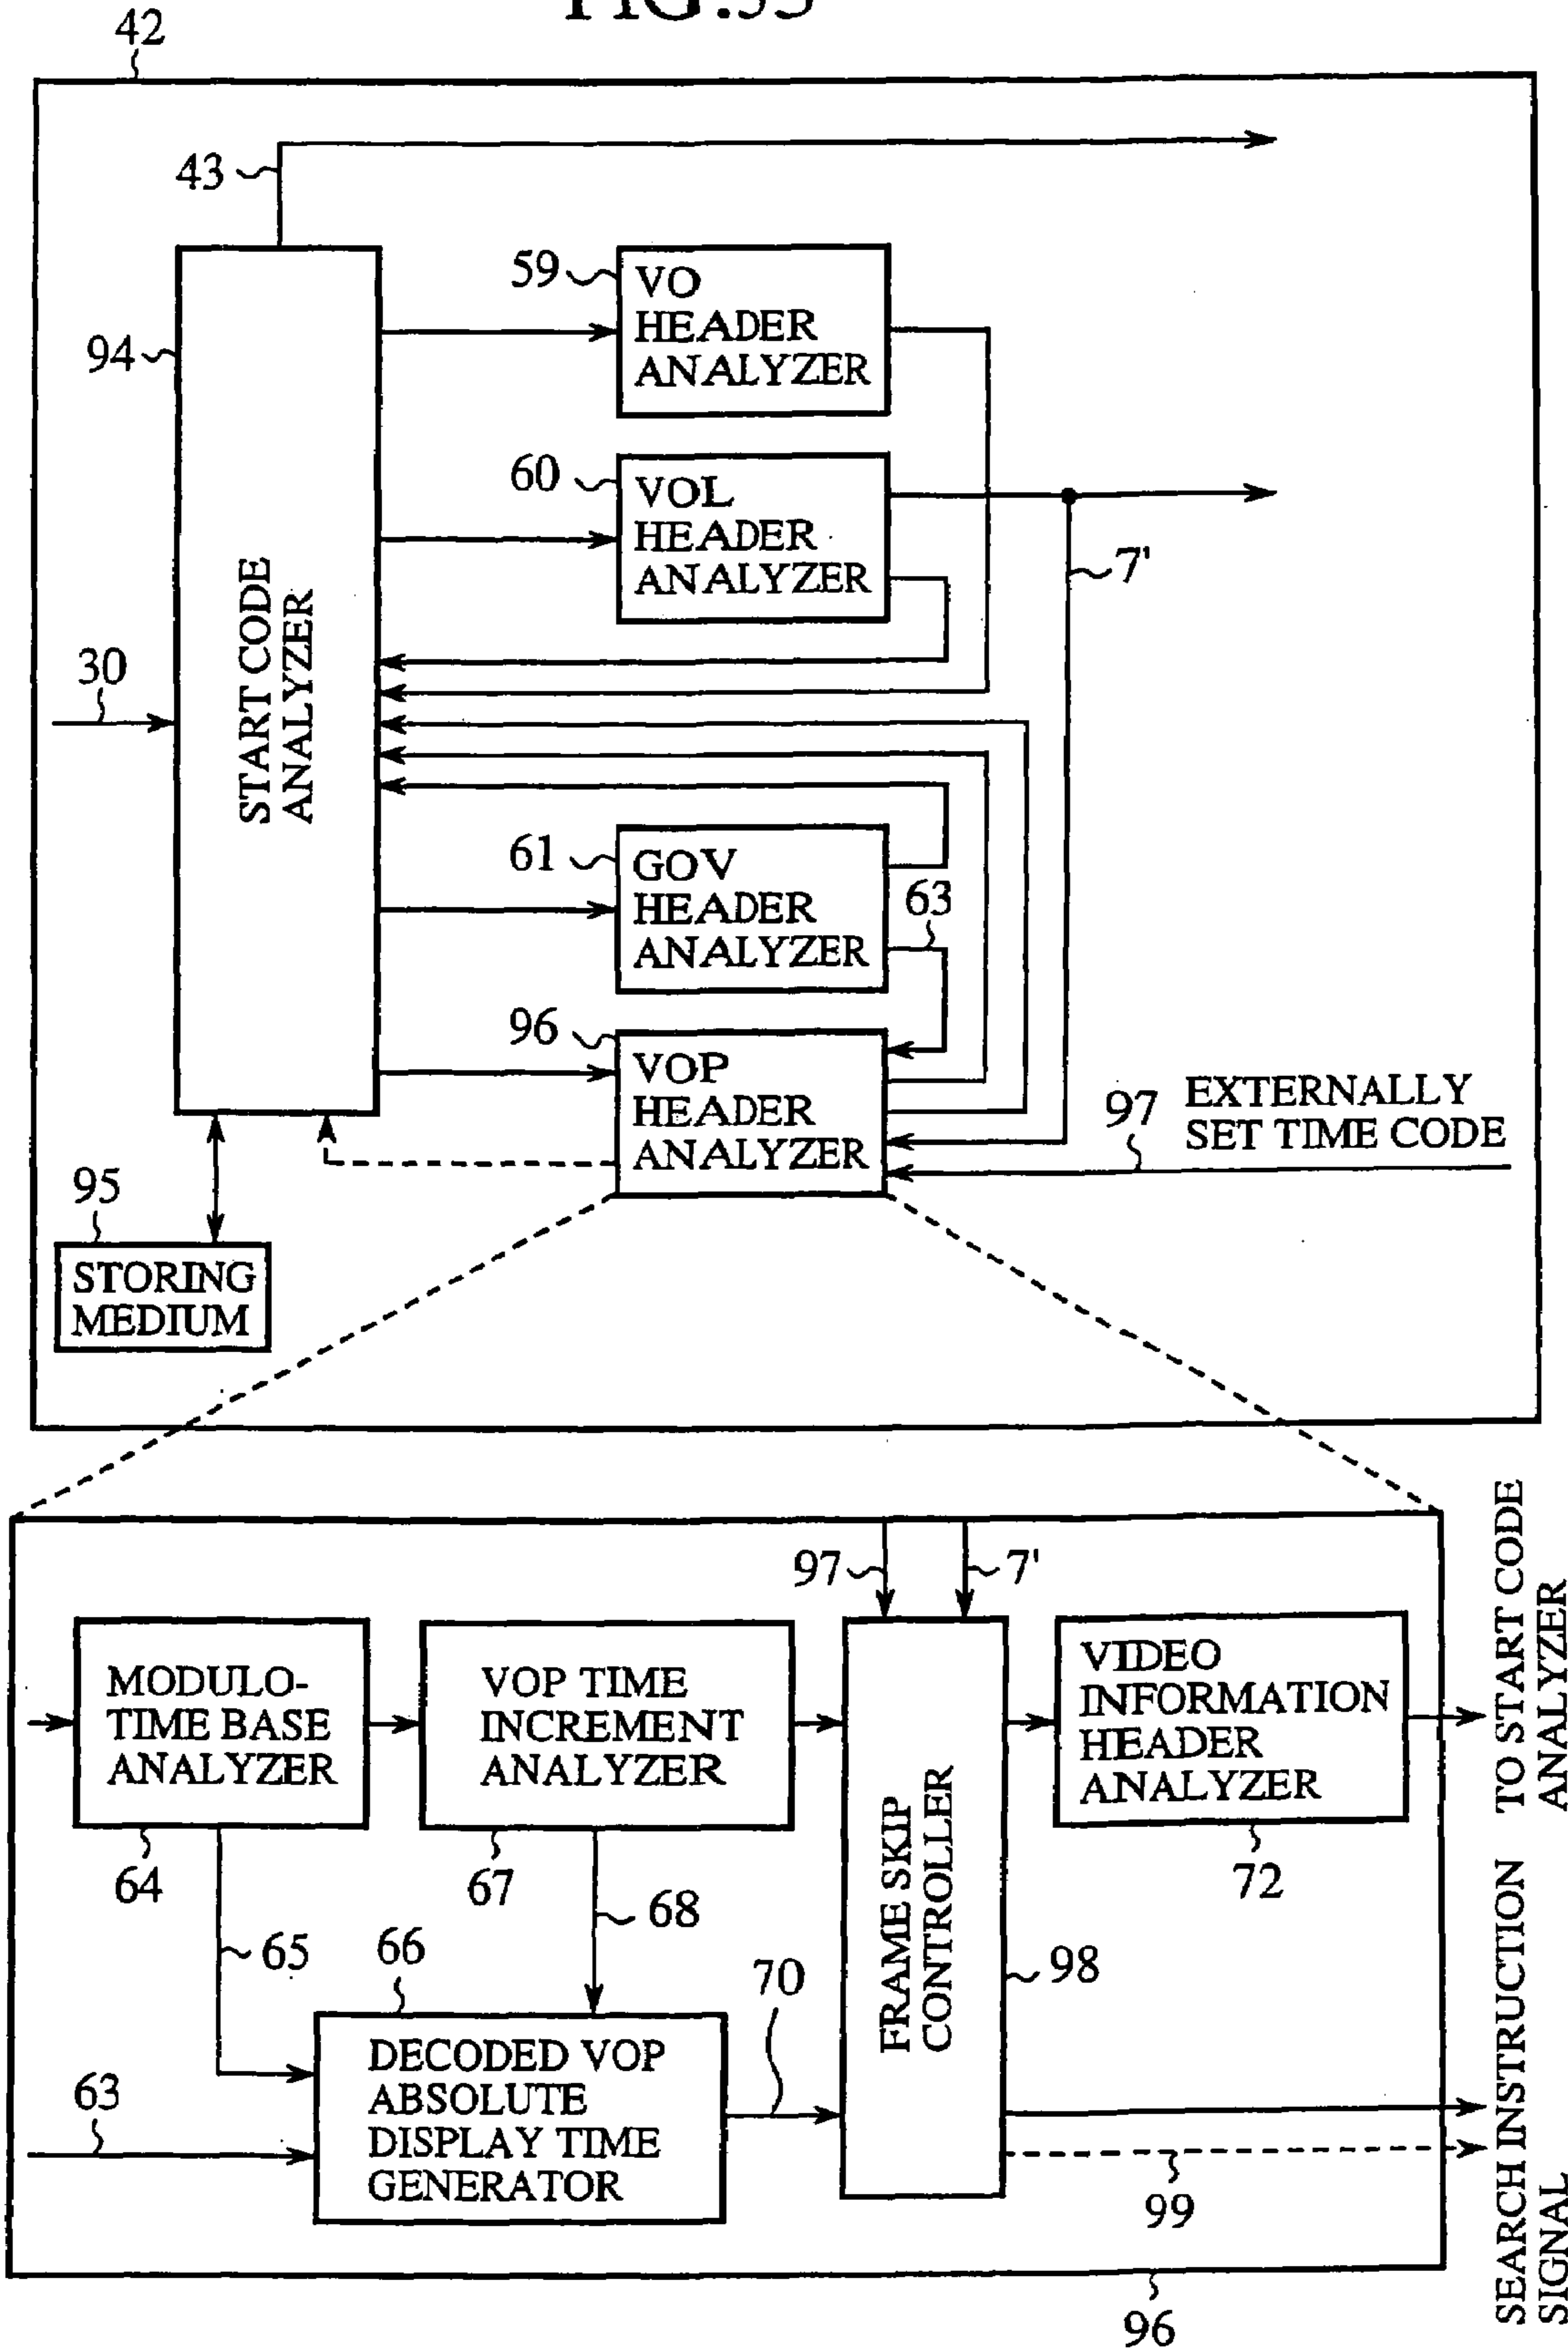 FIG.53
42
43
59
VO
HEADER
ANALYZER
94
60
VOL
HEADER
ANALYZER
7'
START CODE
ANALYZER
30
61
GOV
HEADER
ANALYZER
63
96
VOP
HEADER
ANALYZER
97
EXTERNALLY
SET TIME CODE
95
STORING
MEDIUM
97
7'
MODULO-
TIME BASE
ANALYZER
64
VOP TIME
INCREMENT
ANALYZER
67
FRAME SKIP
CONTROLLER
VIDEO
INFORMATION
HEADER
ANALYZER
72
TO START CODE
ANALYZER
65
66
68
70
98
63
DECODED VOP
ABSOLUTE
DISPLAY TIME
GENERATOR
99
SEARCH INSTRUCTION
SIGNAL
96